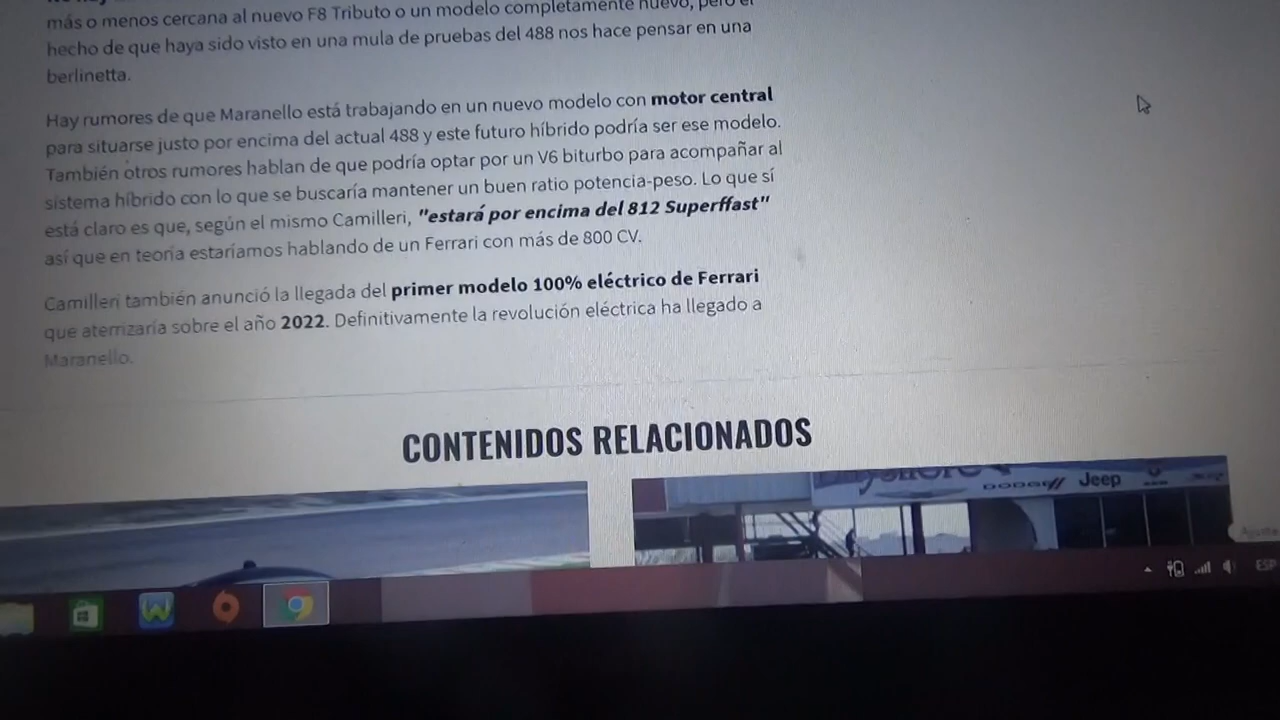 más o menos cercana al nuevo F8 Tributo o un modelo completamente nuevo, pero el
hecho de que haya sido visto en una mula de pruebas del 488 nos hace pensar en una
berlinetta.
Hay rumores de que Maranello está trabajando en un nuevo modelo con motor central
para situarse justo por encima del actual 488 y este futuro híbrido podría ser ese modelo.
También otros rumores hablan de que podría optar por un V6 biturbo para acompañar al
sistema híbrido con lo que se buscaría mantener un buen ratio potencia-peso. Lo que sí
está claro es que, según el mismo Camilleri, "estará por encima del 812 Superffast"
así que en teoría estaríamos hablando de un Ferrari con más de 800 CV.
Camilleri también anunció la llegada del primer modelo 100% eléctrico de Ferrari
que aterrizaría sobre el año 2022. Definitivamente la revolución eléctrica ha llegado a
Maranello.
CONTENIDOS RELACIONADOS
DODGE Jeep
ESP